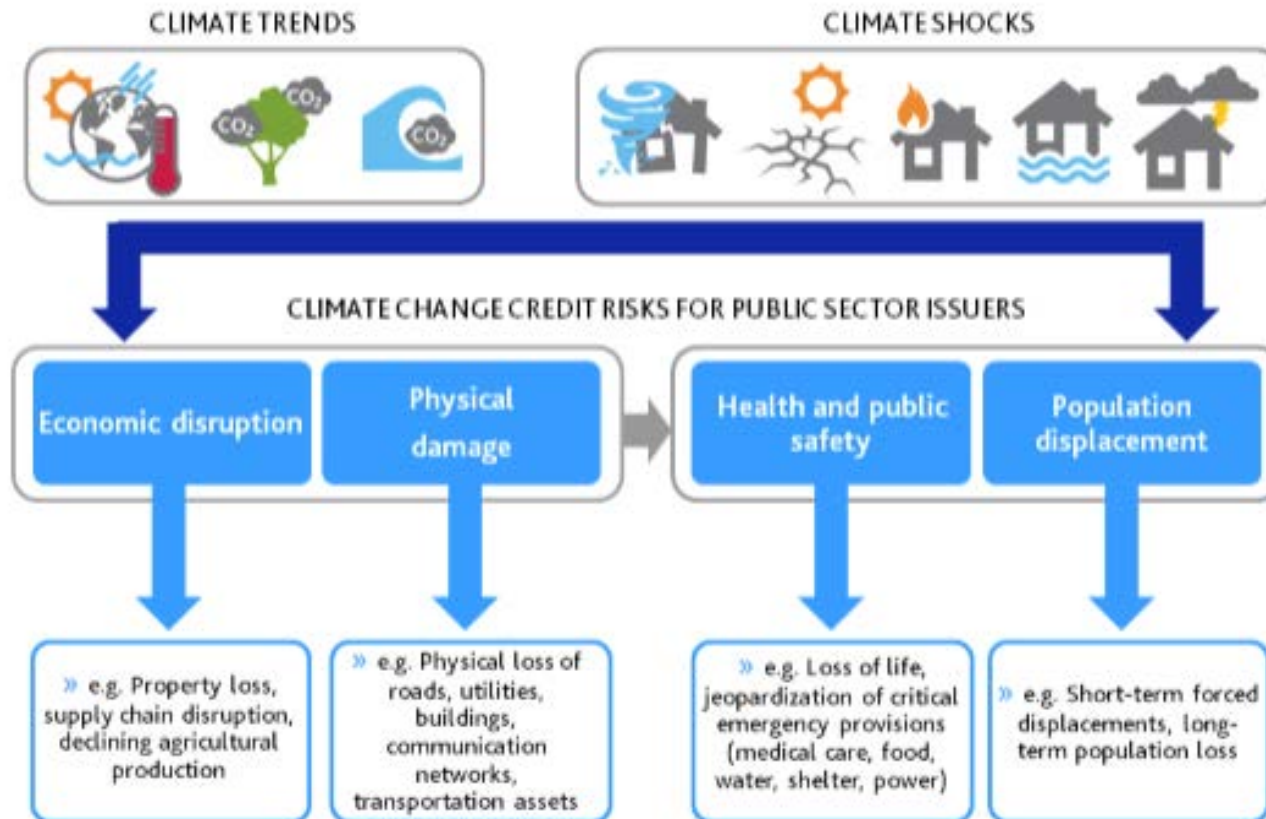 CLIMATE TRENDS
CLIMATE SHOCKS
CO₂
CO₂
CO₂
CLIMATE CHANGE CREDIT RISKS FOR PUBLIC SECTOR ISSUERS
Economic disruption
Physical
damage
Health and public
safety
Population
displacement
» e.g. Property loss,
supply chain disruption,
declining agricultural
production
» e.g. Physical loss of
roads, utilities,
buildings,
communication
networks,
transportation assets
» e.g. Loss of life,
jeopardization of critical
emergency provisions
(medical care, food,
water, shelter, power)
» e.g. Short-term forced
displacements, long-
term population loss